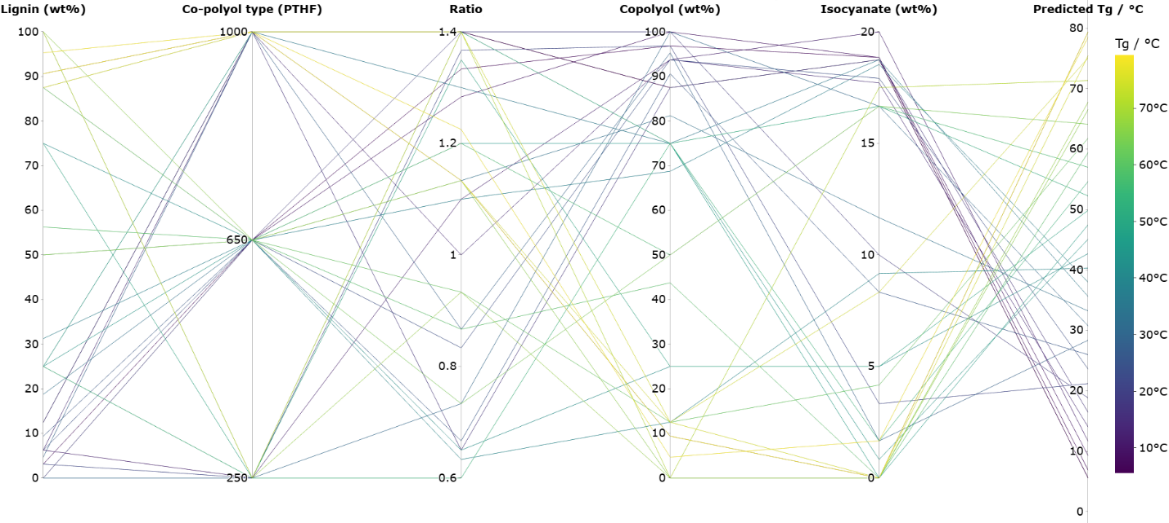 Lignin (wt%) Co-polyol type (PTHF) Ratio Copolyol (wt%) Isocyanate (wt%) Predicted Tg / °C
100 1000 1.4 100 20 80
Tg / °C
90 90 70 70°C
80 80
1.2 15
70 70 60 60°C
60 60
650 50 50°C
50 1 50 10
40 40 40 40°C
30 30 30 30°C
0.8 5
20 20 20 20°C
10 10 10 10°C
0 250 0.6 0 0
0